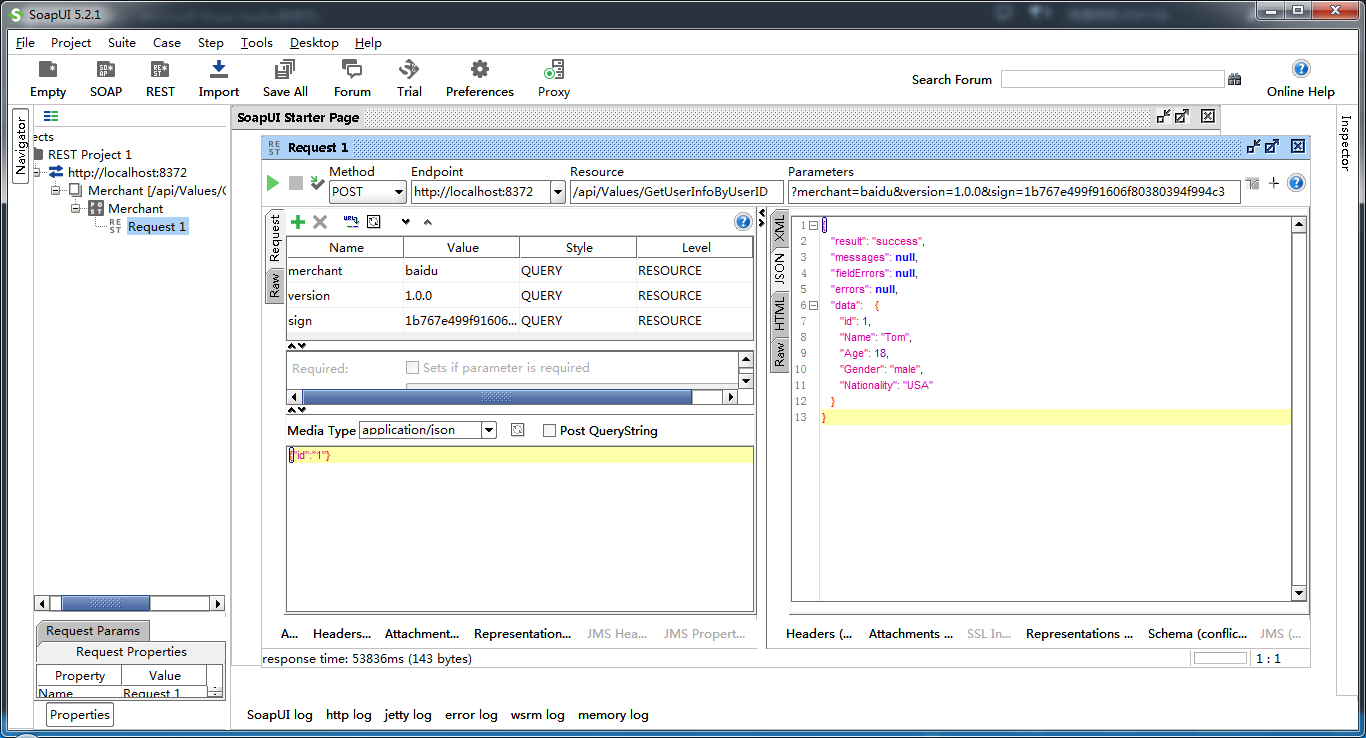 SoapUI 5.2.1
File Project Suite Case Step Tools Desktop Help
Empty SOAP REST Import Save All Forum Trial Preferences Proxy Search Forum Online Help
Navigator
Inspector
ects
REST Project 1
http://localhost:8372
Merchant [/api/Values/G
Merchant
Request 1
SoapUI Starter Page
Request 1
Method Endpoint Resource Parameters
POST http://localhost:8372 /api/Values/GetUserInfoByUserID ?merchant=baidu&version=1.0.0&sign=1b767e499f91606f80380394f994c3
Request
Raw
Name Value Style Level
merchant baidu QUERY RESOURCE
version 1.0.0 QUERY RESOURCE
sign 1b767e499f91606... QUERY RESOURCE
Required: Sets if parameter is required
Media Type application/json Post QueryString
{"id":"1"}
XML
JSON
HTML
Raw
1 {
2 "result": "success",
3 "messages": null,
4 "fieldErrors": null,
5 "errors": null,
6 "data": {
7 "id": 1,
8 "Name": "Tom",
9 "Age": 18,
10 "Gender": "male",
11 "Nationality": "USA"
12 }
13 }
A... Headers... Attachment... Representation... JMS Hea... JMS Propert...
Headers (... Attachments ... SSL In... Representations ... Schema (conflic... JMS (...
response time: 53836ms (143 bytes)
1 : 1
Request Params
Request Properties
Property Value
Name Request 1
Properties
SoapUI log http log jetty log error log wsrm log memory log